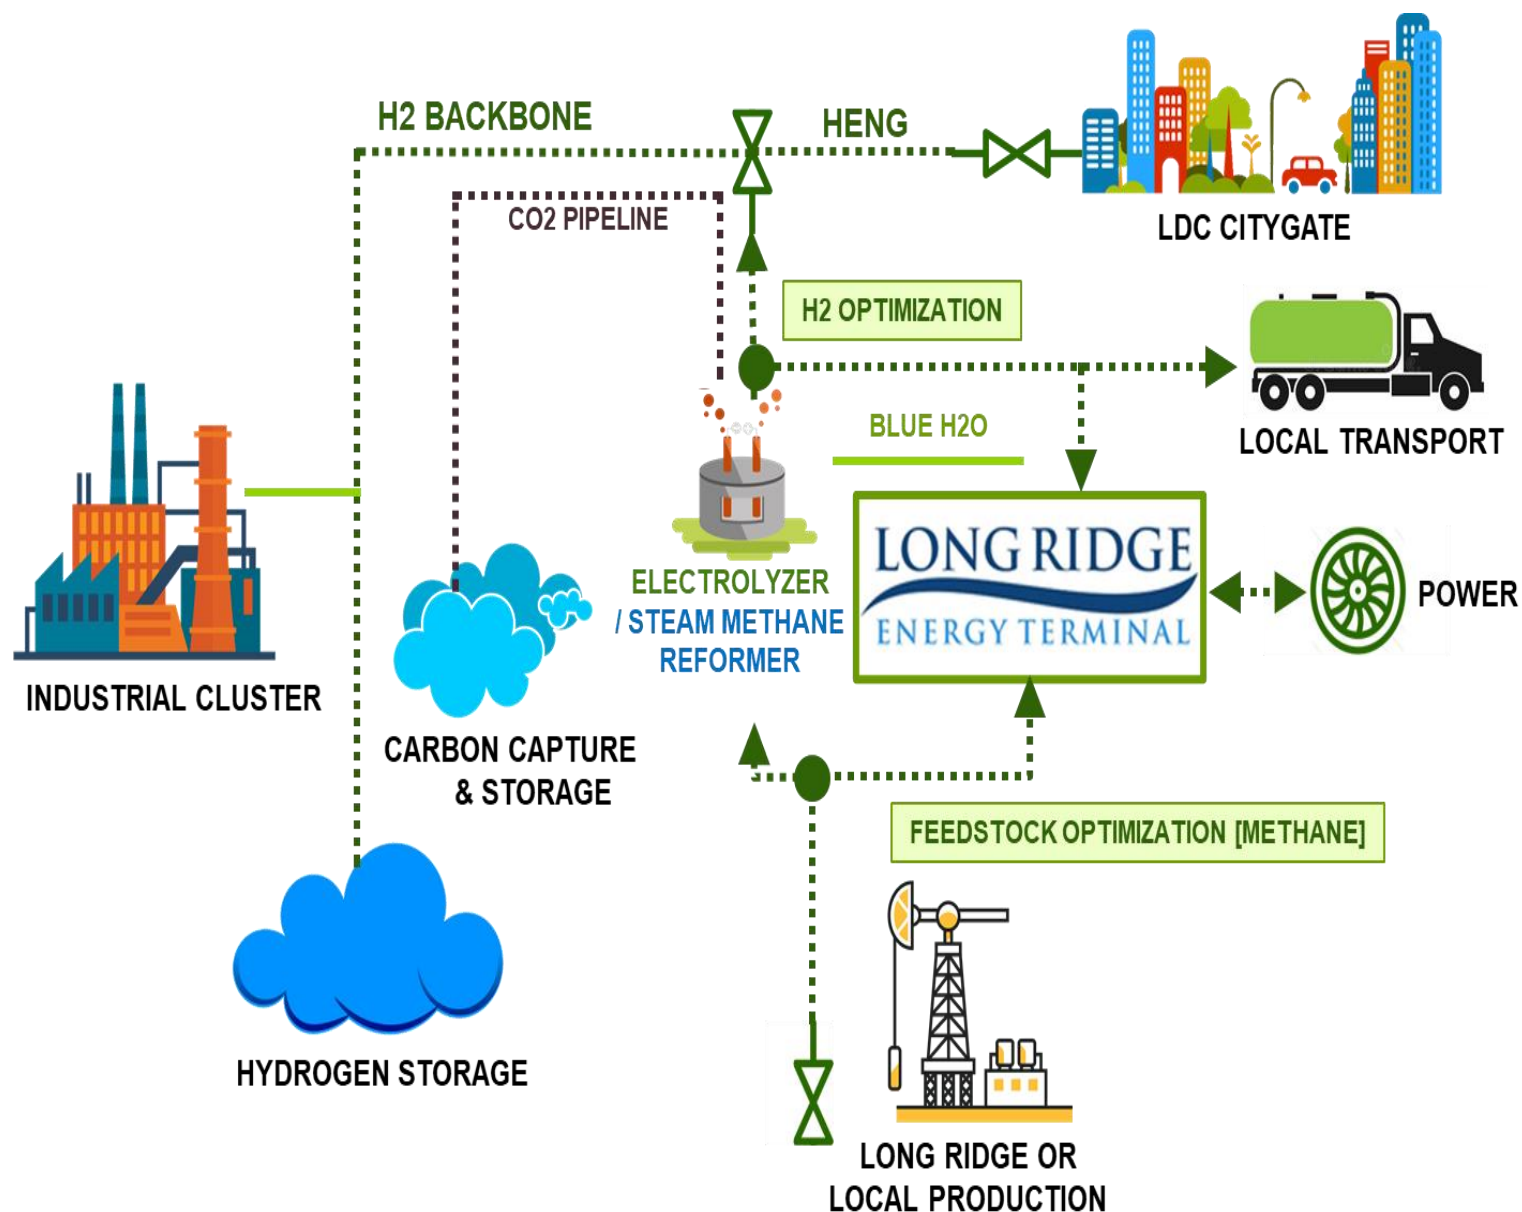 H2 BACKBONE
HENG
CO2 PIPELINE
LDC CITYGATE
H2 OPTIMIZATION
BLUE H2O
LOCAL TRANSPORT
LONG RIDGE
ENERGY TERMINAL
POWER
ELECTROLYZER
/ STEAM METHANE
REFORMER
INDUSTRIAL CLUSTER
CARBON CAPTURE
& STORAGE
FEEDSTOCK OPTIMIZATION [METHANE]
HYDROGEN STORAGE
LONG RIDGE OR
LOCAL PRODUCTION